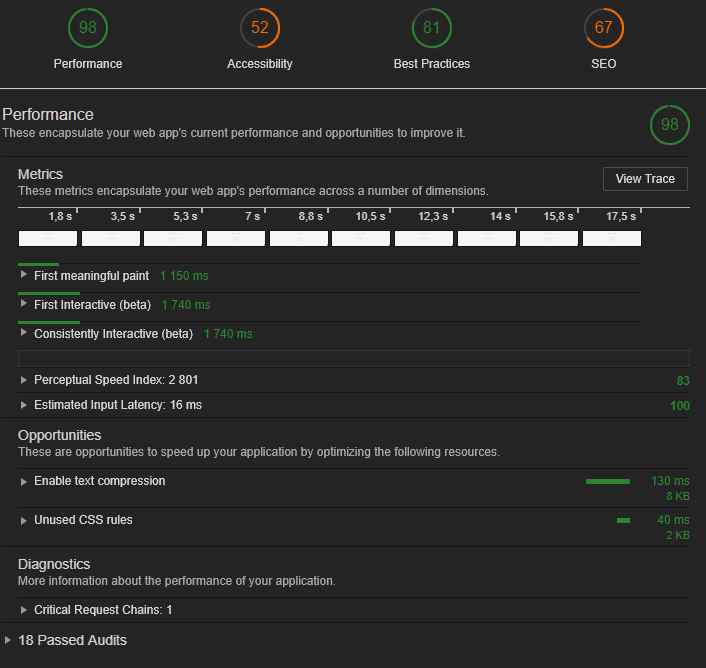 98 52 81 67
Performance Accessibility Best Practices SEO
Performance
These encapsulate your web app's current performance and opportunities to improve it.
98
Metrics
These metrics encapsulate your web app's performance across a number of dimensions.
View Trace
1,8 s 3,5 s 5,3 s 7 s 8,8 s 10,5 s 12,3 s 14 s 15,8 s 17,5 s
First meaningful paint 1 150 ms
First Interactive (beta) 1 740 ms
Consistently Interactive (beta) 1 740 ms
Perceptual Speed Index: 2 801 83
Estimated Input Latency: 16 ms 100
Opportunities
These are opportunities to speed up your application by optimizing the following resources.
Enable text compression 130 ms
8 KB
Unused CSS rules 40 ms
2 KB
Diagnostics
More information about the performance of your application.
Critical Request Chains: 1
18 Passed Audits